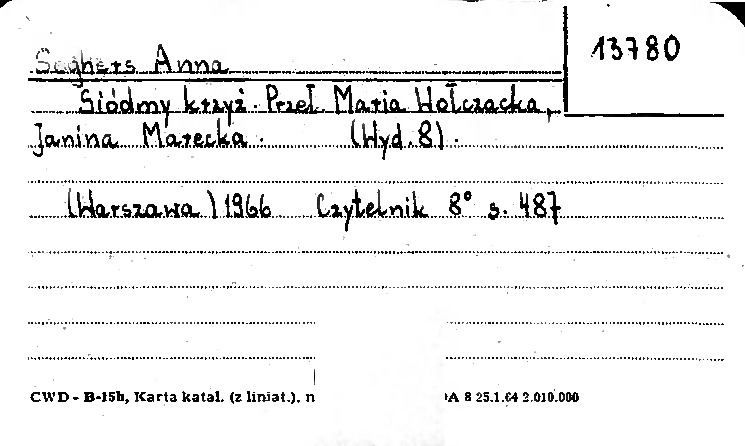 13780
Seghers Anna
Siódmy krzyż. Przeł. Maria Wołczacka,
Janina Marecka. (Wyd. 8).
(Warszawa) 1966 Czytelnik 8° s. 487
CWD - B-15b, Karta katal. (z liniat.). n A 8 25.1.64 2.010.000